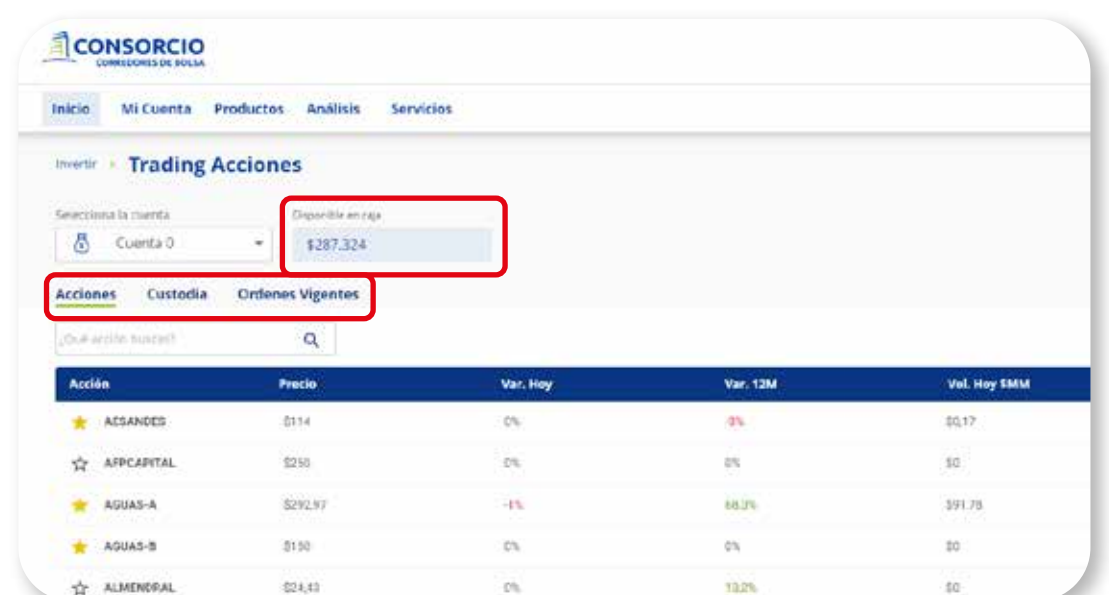 CONSORCIO
CORREDORES DE BOLSA
Inicio Mi Cuenta Productos Análisis Servicios
Invertir Trading Acciones
Selecciona la cuenta Disponible en caja
Cuenta 0 $287.324
Acciones Custodia Ordenes Vigentes
¿Qué acción buscas?
Acción Precio Var. Hoy Var. 12M Vol. Hoy $MM
AESANDES $114 0% $0,17
AFPCAPITAL $250 0% 0% $0
AGUAS-A $292,97 -1% 68.3% $91.78
AGUAS-B $150 0% 0% $0
ALMENDRAL $24,43 0% $0